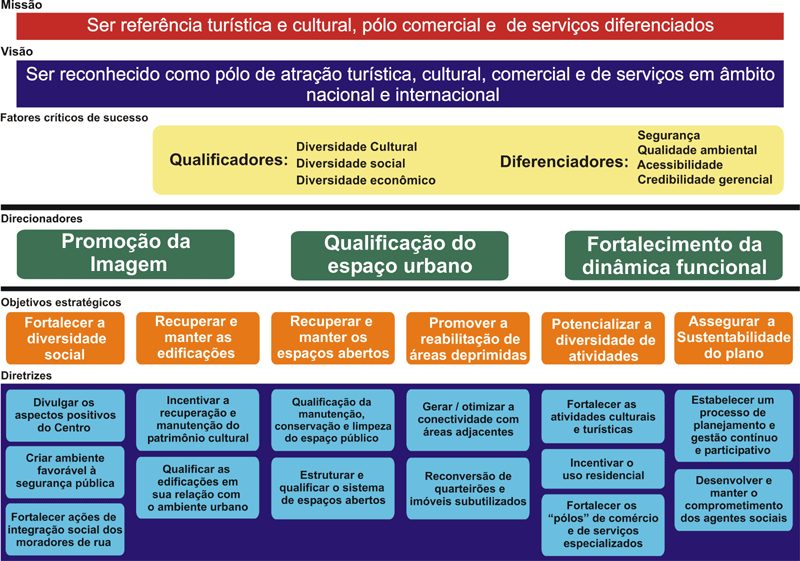 Missão
Ser referência turística e cultural, pólo comercial e de serviços diferenciados
Visão
Ser reconhecido como pólo de atração turística, cultural, comercial e de serviços em âmbito
nacional e internacional
Fatores críticos de sucesso
Qualificadores:
Diversidade Cultural
Diversidade social
Diversidade econômico
Diferenciadores:
Segurança
Qualidade ambiental
Acessibilidade
Credibilidade gerencial
Direcionadores
Promoção da
Imagem
Qualificação do
espaço urbano
Fortalecimento da
dinâmica funcional
Objetivos estratégicos
Fortalecer a
diversidade
social
Recuperar e
manter as
edificações
Recuperar e
manter os
espaços abertos
Promover a
reabilitação de
áreas deprimidas
Potencializar a
diversidade de
atividades
Assegurar a
Sustentabilidade
do plano
Diretrizes
Divulgar os
aspectos positivos
do Centro
Criar ambiente
favorável à
segurança pública
Fortalecer ações de
integração social dos
moradores de rua
Incentivar a
recuperação e
manutenção do
patrimônio cultural
Qualificar as
edificações em
sua relação com
o ambiente urbano
Qualificação da
manutenção,
conservação e limpeza
do espaço público
Estruturar e
qualificar o sistema
de espaços abertos
Gerar / otimizar a
conectividade com
áreas adjacentes
Reconversão de
quarteirões e
imóveis subutilizados
Fortalecer as
atividades culturais
e turísticas
Incentivar o
uso residencial
Fortalecer os
“pólos” de comércio
e de serviços
especializados
Estabelecer um
processo de
planejamento e
gestão contínuo
e participativo
Desenvolver e
manter o
comprometimento
dos agentes sociais